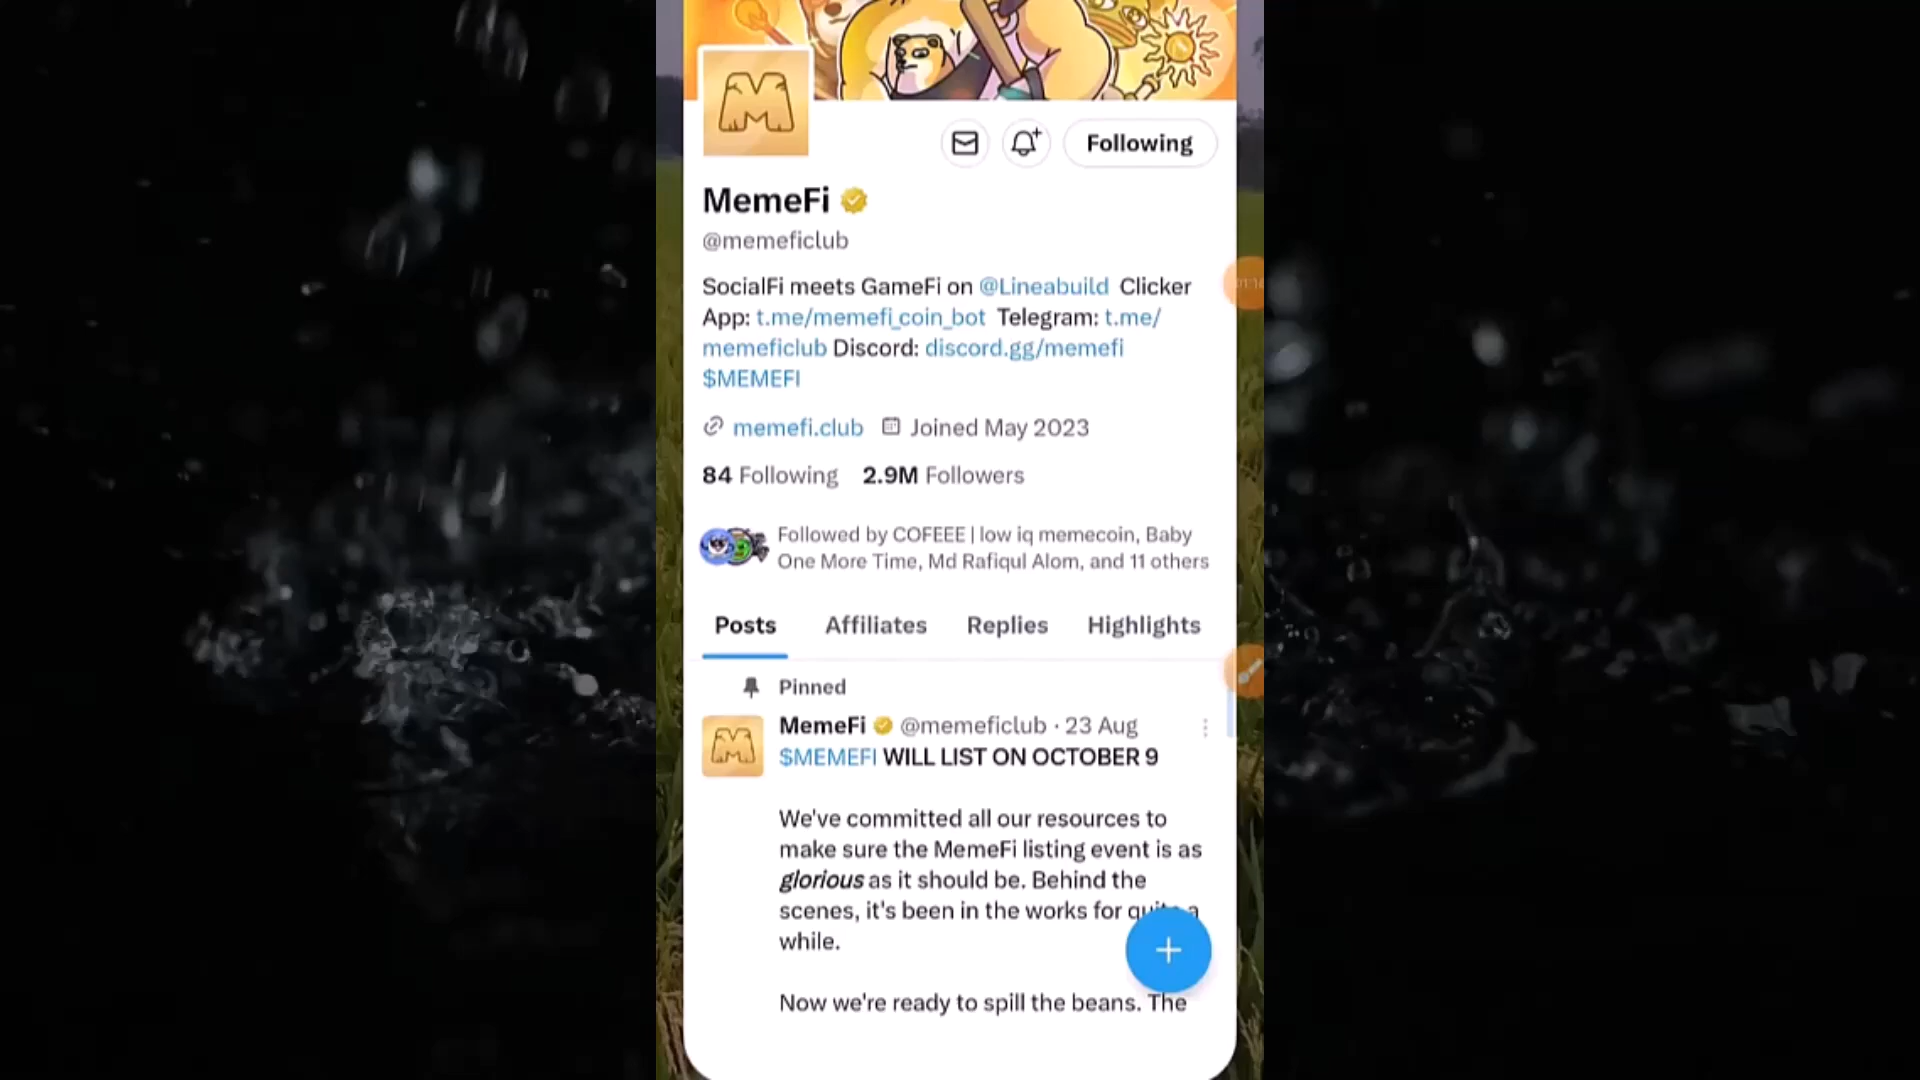 Following
MemeFi
@memeficlub
SocialFi meets GameFi on @Lineabuild Clicker
App: t.me/memefi_coin_bot Telegram: t.me/
memeficlub Discord: discord.gg/memefi
$MEMEFI
memefi.club Joined May 2023
84 Following 2.9M Followers
Followed by COFEEE | low iq memecoin, Baby
One More Time, Md Rafiqul Alom, and 11 others
Posts Affiliates Replies Highlights
Pinned
MemeFi @memeficlub · 23 Aug
$MEMEFI WILL LIST ON OCTOBER 9
We've committed all our resources to
make sure the MemeFi listing event is as
glorious as it should be. Behind the
scenes, it's been in the works for quite a
while.
Now we're ready to spill the beans. The